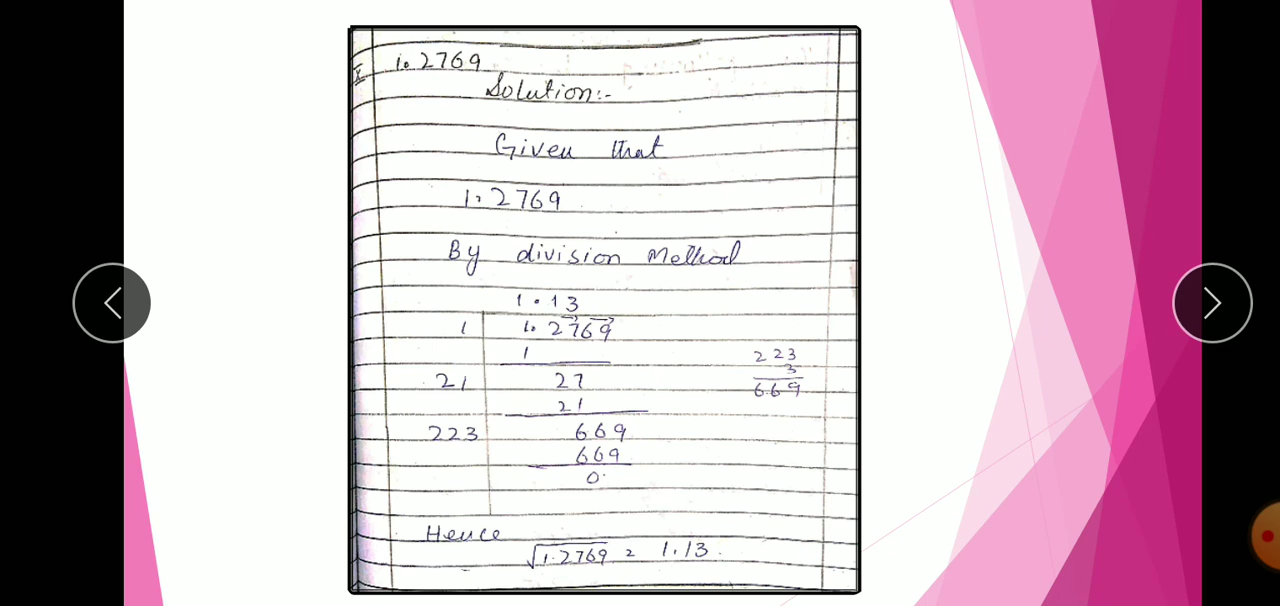 x 1.2769
Solution:-
Given that
1.2769
By division Method
1.13
1 1.2769
1
21 27
21
223 669
669
0
223
3
669
Hence
√1.2769 = 1.13